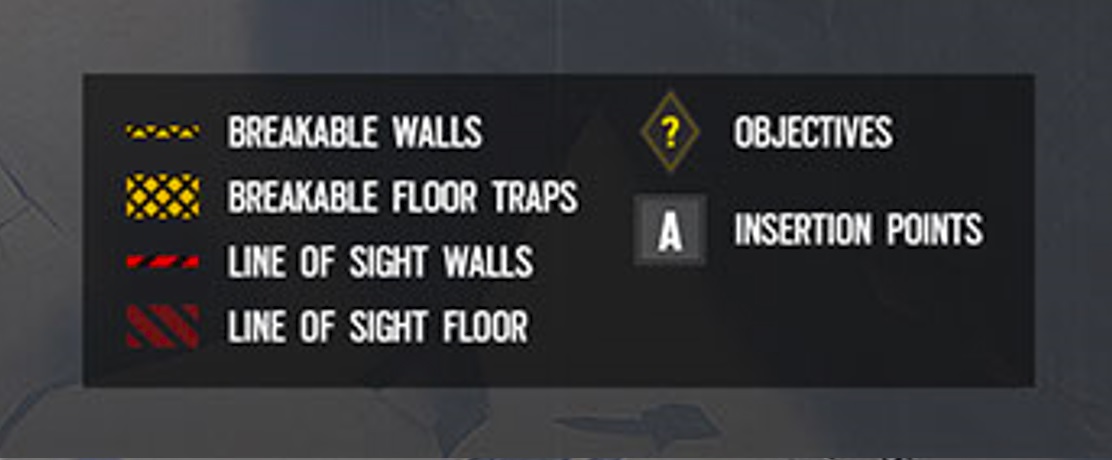 BREAKABLE WALLS
BREAKABLE FLOOR TRAPS
LINE OF SIGHT WALLS
LINE OF SIGHT FLOOR
? OBJECTIVES
A INSERTION POINTS